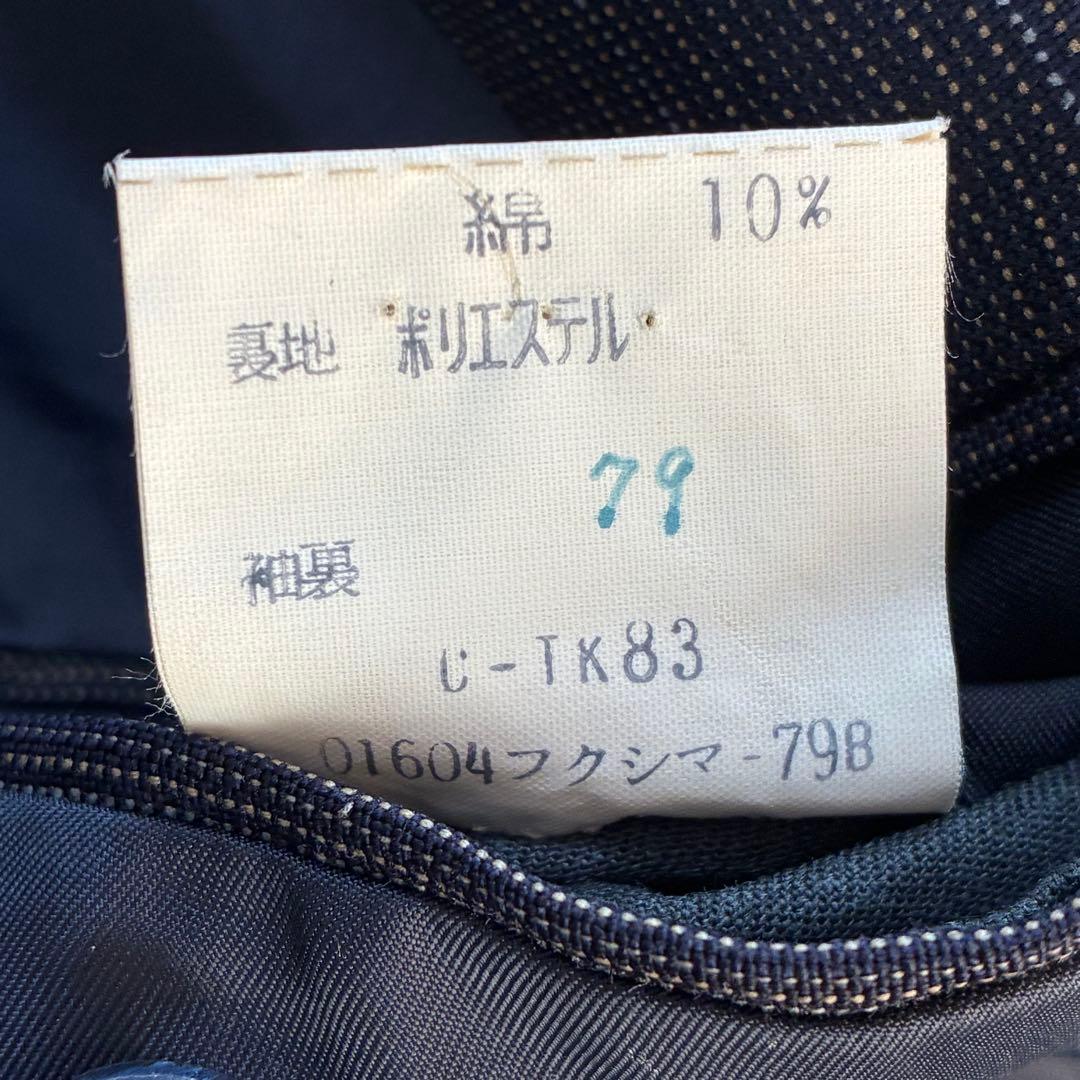 綿 10%
裏地 ポリエステル
79
袖裏
C-TK83
01604フクシマ-79B